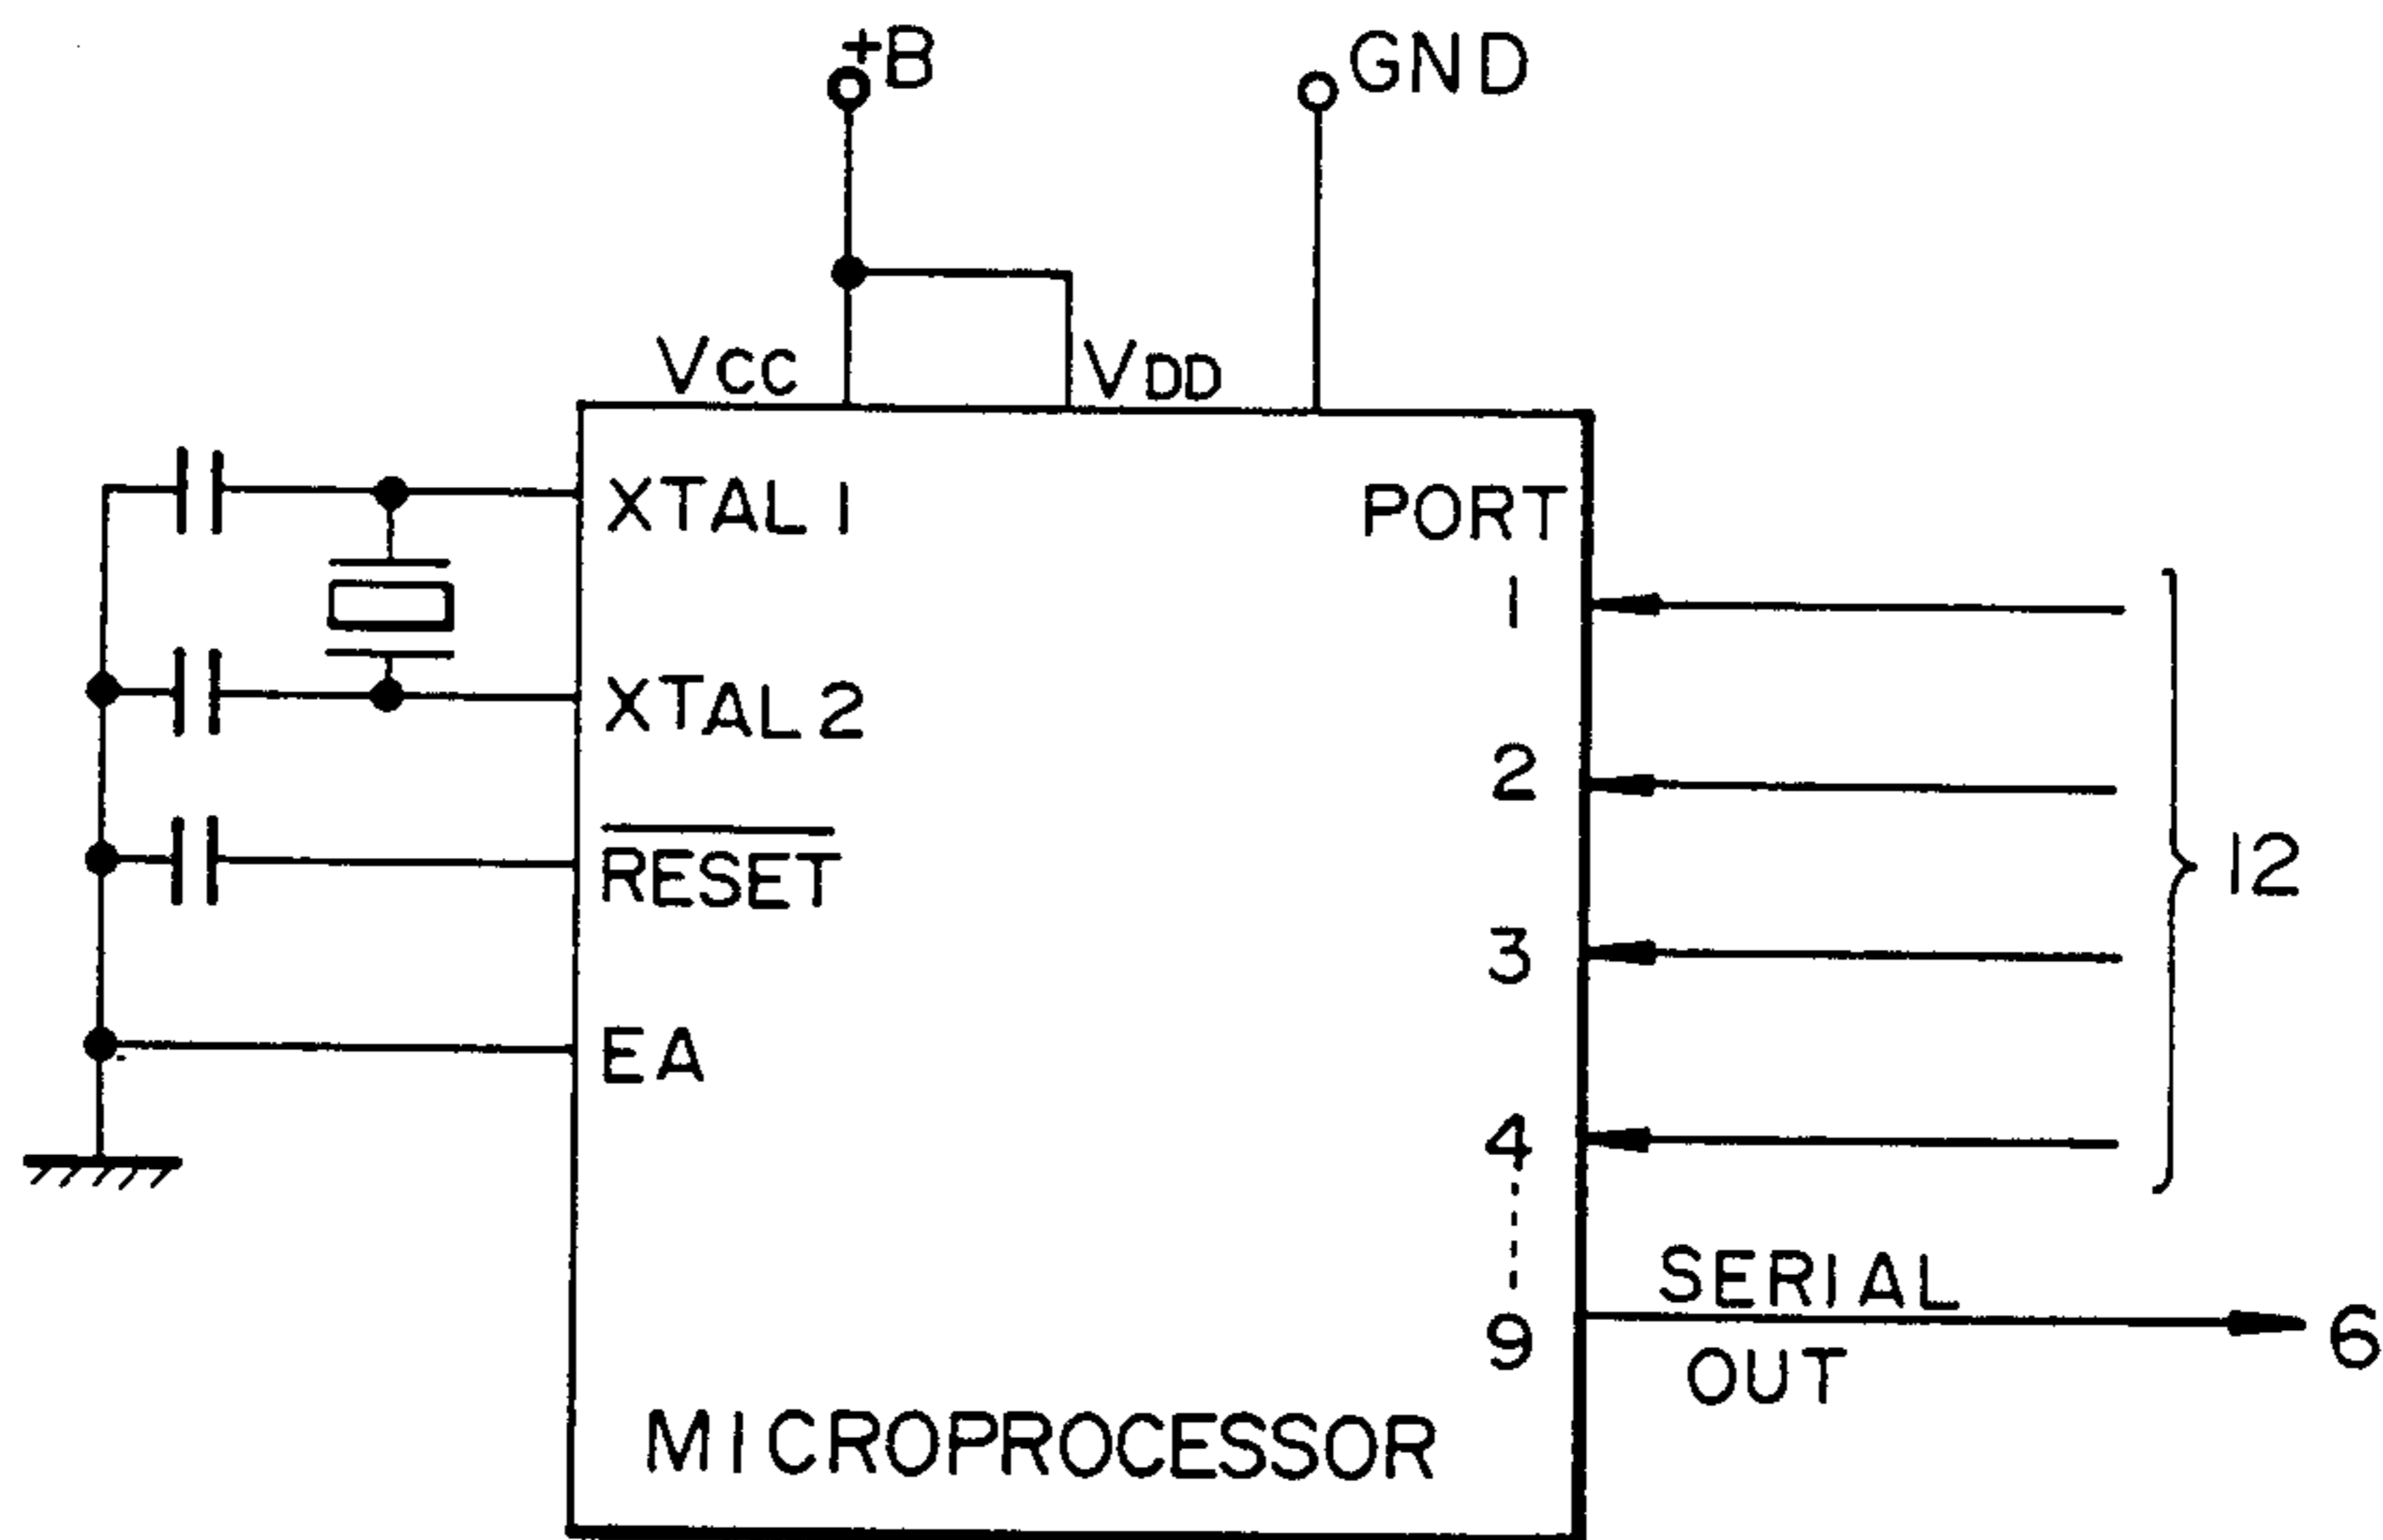 +B
GND
VCC
VDD
XTAL 1
PORT
1
XTAL 2
2
RESET
12
3
EA
4
SERIAL
9
6
OUT
MICROPROCESSOR